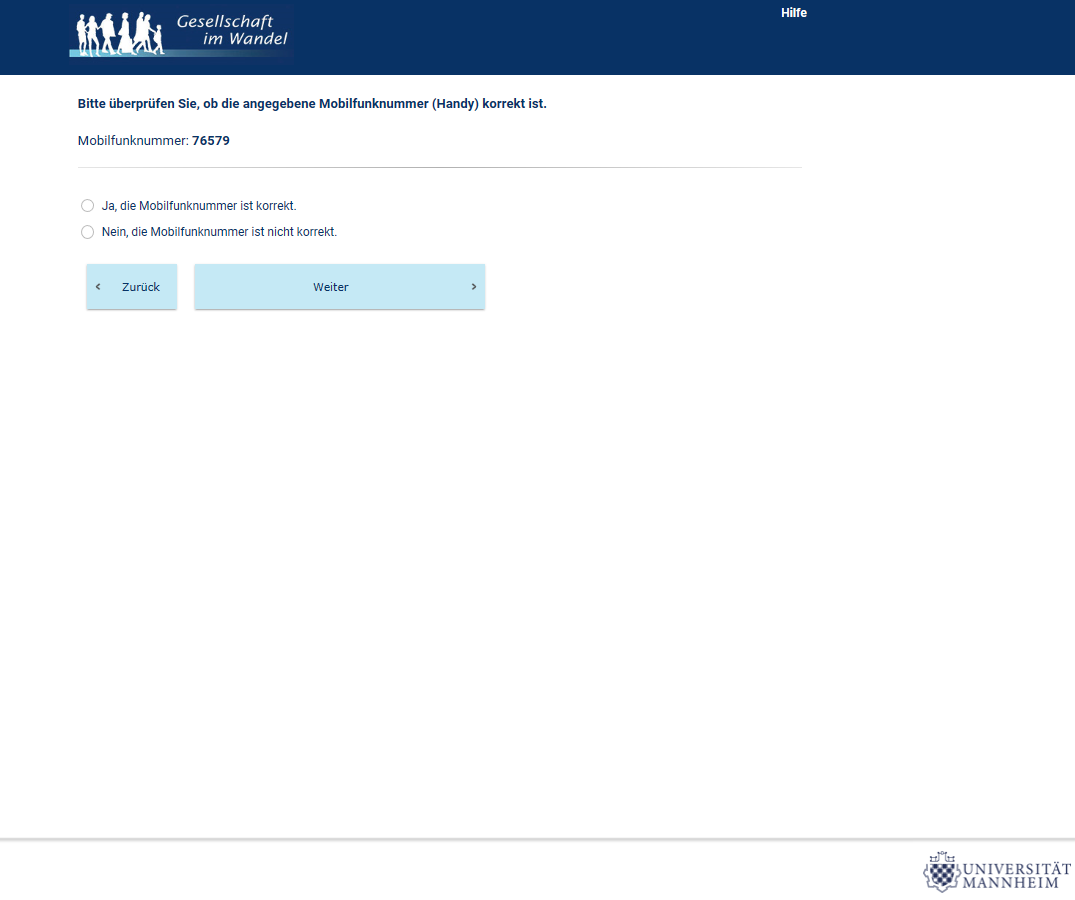 Gesellschaft
im Wandel
Hilfe
Bitte überprüfen Sie, ob die angegebene Mobilfunknummer (Handy) korrekt ist.
Mobilfunknummer: 76579
Ja, die Mobilfunknummer ist korrekt.
Nein, die Mobilfunknummer ist nicht korrekt.
Zurück
Weiter
UNIVERSITÄT
MANNHEIM